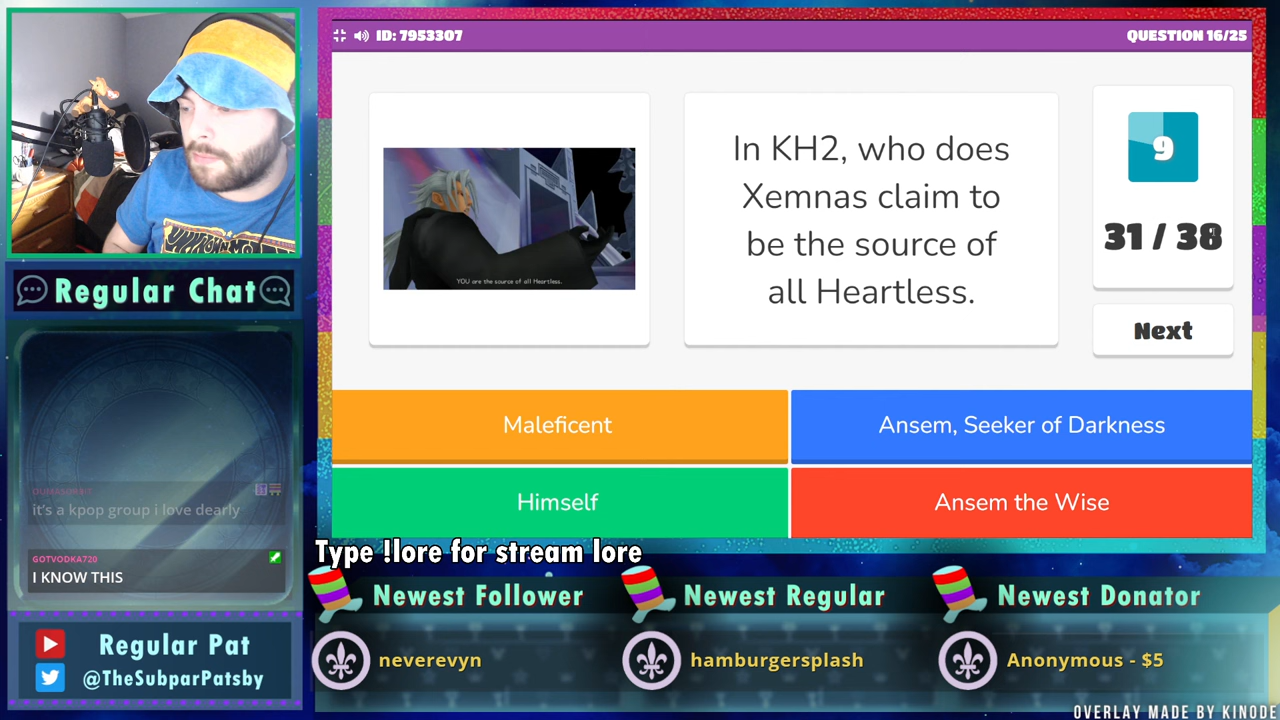 ID: 7953307
QUESTION 16/25
YOU are the source of all Heartless.
In KH2, who does
Xemnas claim to
be the source of
all Heartless.
9
31 / 38
Next
Maleficent
Ansem, Seeker of Darkness
Himself
Ansem the Wise
Regular Chat
it's a kpop group i love dearly
GOTVODKA720
I KNOW THIS
Regular Pat
@TheSubparPatsby
Type !lore for stream lore
Newest Follower
neverevyn
Newest Regular
hamburgersplash
Newest Donator
Anonymous - $5
OVERLAY MADE BY KINODE